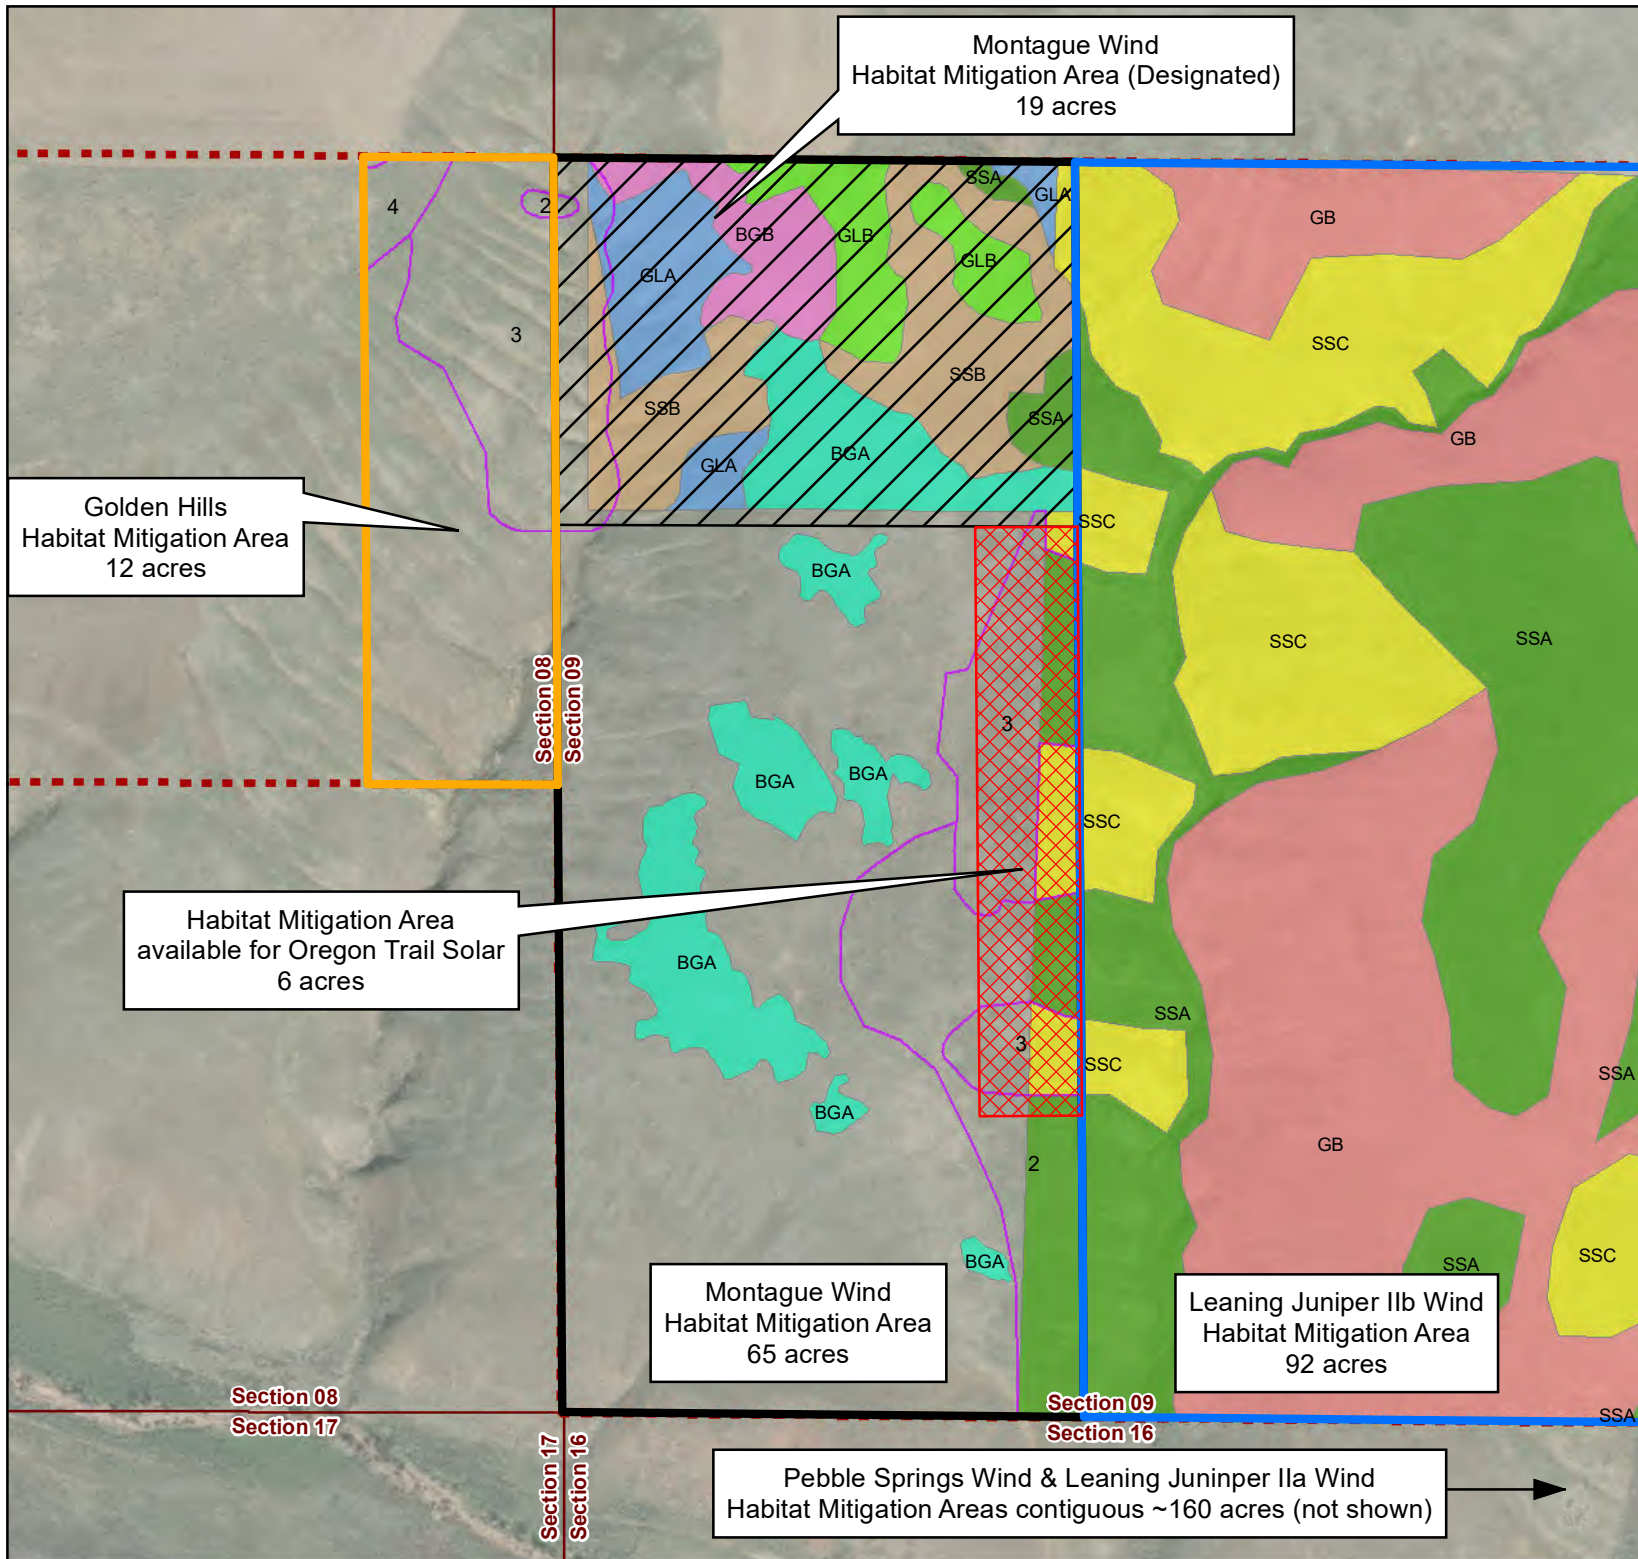 Montague Wind
Habitat Mitigation Area (Designated)
19 acres
SSA
GLA
4
2
GB
BGB
GLB
GLB
GLA
3
SSC
SSB
SSB
SSA
GB
BGA
GLA
Golden Hills
Habitat Mitigation Area
12 acres
SSC
BGA
SSC
SSA
Section 08
Section 09
3
BGA
BGA
SSC
Habitat Mitigation Area
available for Oregon Trail Solar
6 acres
BGA
SSA
3
SSC
SSA
BGA
GB
2
BGA
SSA
SSC
Montague Wind
Habitat Mitigation Area
65 acres
Leaning Juniper IIb Wind
Habitat Mitigation Area
92 acres
Section 08
Section 17
Section 09
Section 16
SSA
Section 17
Section 16
Pebble Springs Wind & Leaning Juninper IIa Wind
Habitat Mitigation Areas contiguous ~160 acres (not shown)